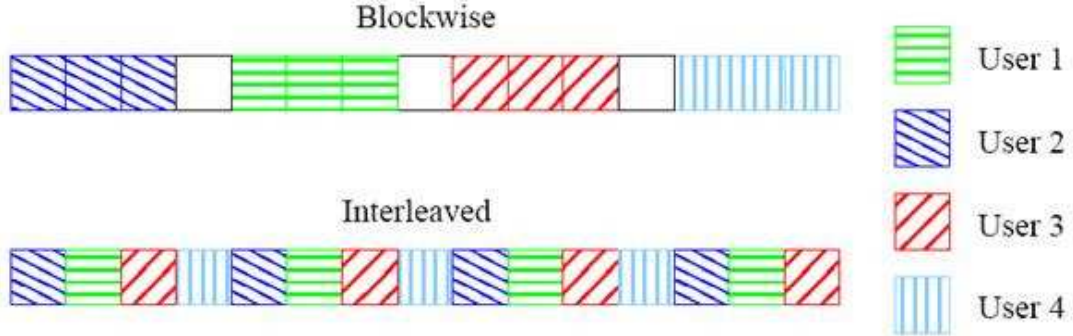 Blockwise
User 1
User 2
Interleaved
User 3
User 4